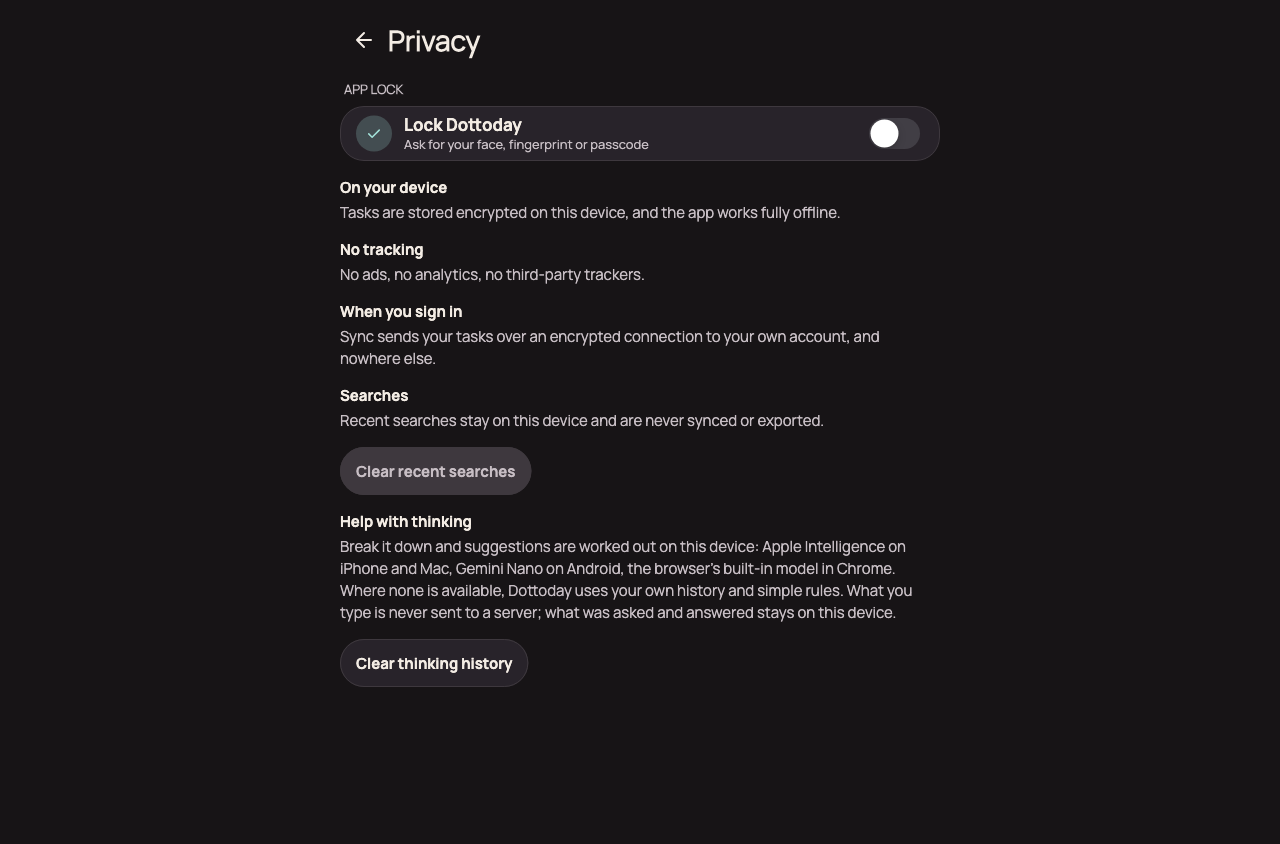 Privacy
APP LOCK
Lock Dottoday
Ask for your face, fingerprint or passcode
On your device
Tasks are stored encrypted on this device, and the app works fully offline.
No tracking
No ads, no analytics, no third-party trackers.
When you sign in
Sync sends your tasks over an encrypted connection to your own account, and
nowhere else.
Searches
Recent searches stay on this device and are never synced or exported.
Clear recent searches
Help with thinking
Break it down and suggestions are worked out on this device: Apple Intelligence on
iPhone and Mac, Gemini Nano on Android, the browser's built-in model in Chrome.
Where none is available, Dottoday uses your own history and simple rules. What you
type is never sent to a server; what was asked and answered stays on this device.
Clear thinking history